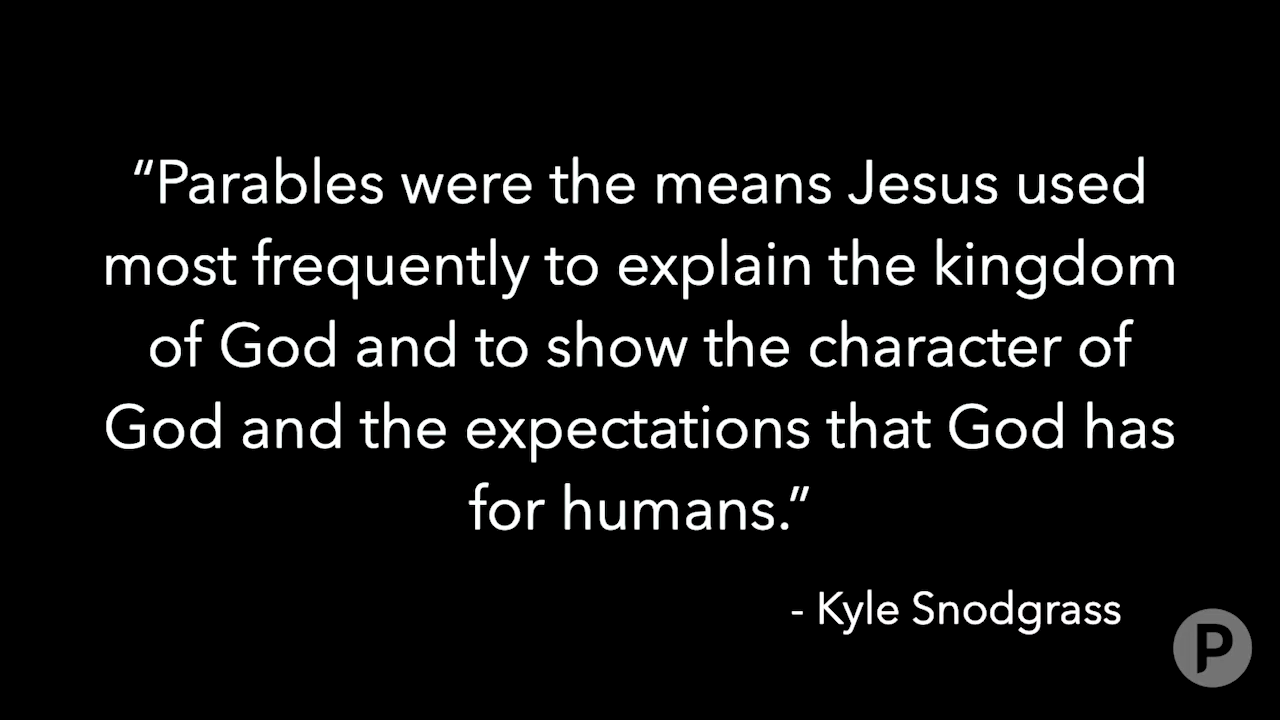 “Parables were the means Jesus used
most frequently to explain the kingdom
of God and to show the character of
God and the expectations that God has
for humans.”
- Kyle Snodgrass
P